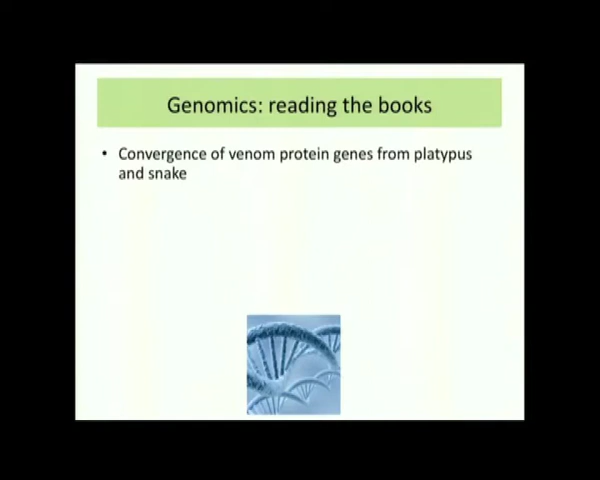 Genomics: reading the books
• Convergence of venom protein genes from platypus
and snake